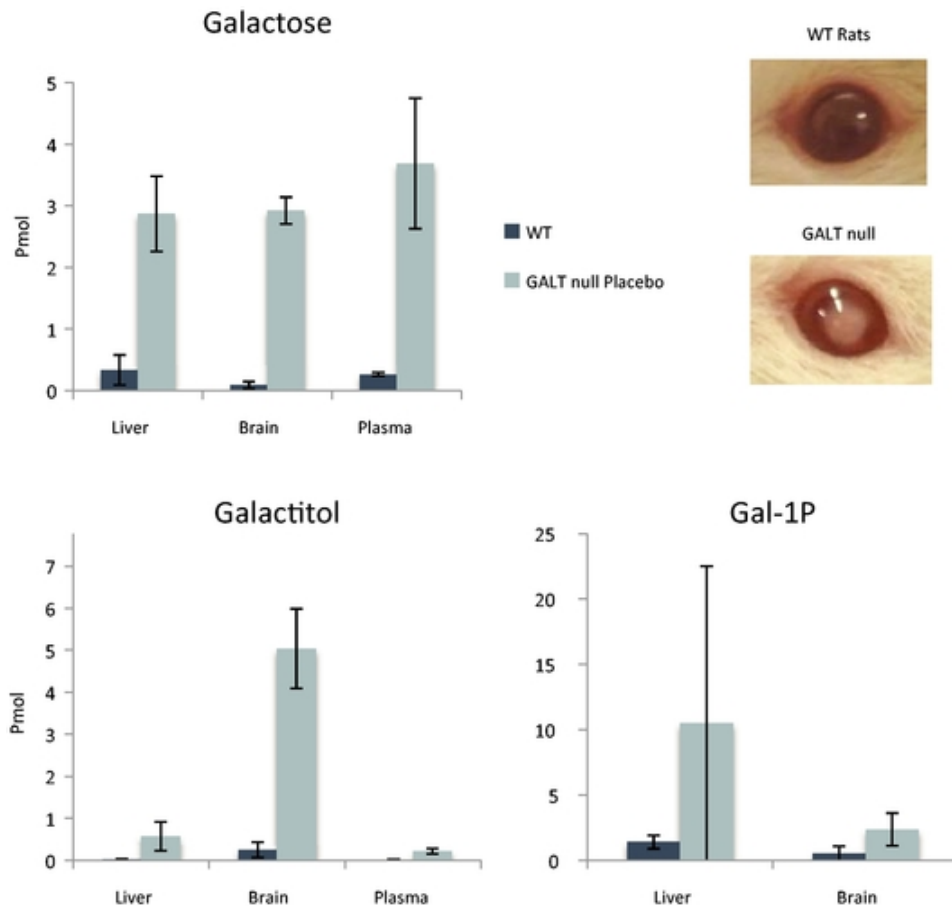 Galactose
5
4
3
2
1
0
Pmol
Liver Brain Plasma
WT
GALT null Placebo
WT Rats
GALT null
Galactitol
7
6
5
4
3
2
1
0
Pmol
Liver Brain Plasma
Gal-1P
25
20
15
10
5
0
Liver Brain